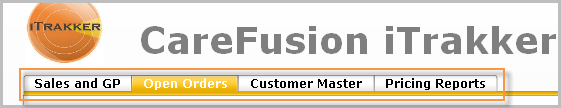 iTRAKKER
CareFusion iTrakker
Sales and GP Open Orders Customer Master Pricing Reports